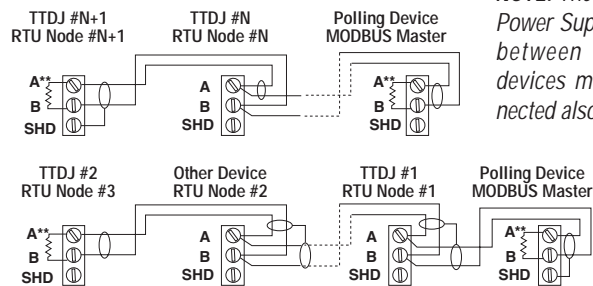 TTDJ #N+1
RTU Node #N+1
TTDJ #N
RTU Node #N
Polling Device
MODBUS Master
Power Sup
between
devices m
nected also
A**
B
SHD
A
B
SHD
A**
B
SHD
TTDJ #2
RTU Node #3
Other Device
RTU Node #2
TTDJ #1
RTU Node #1
Polling Device
MODBUS Master
A**
B
SHD
A
B
SHD
A
B
SHD
A**
B
SHD